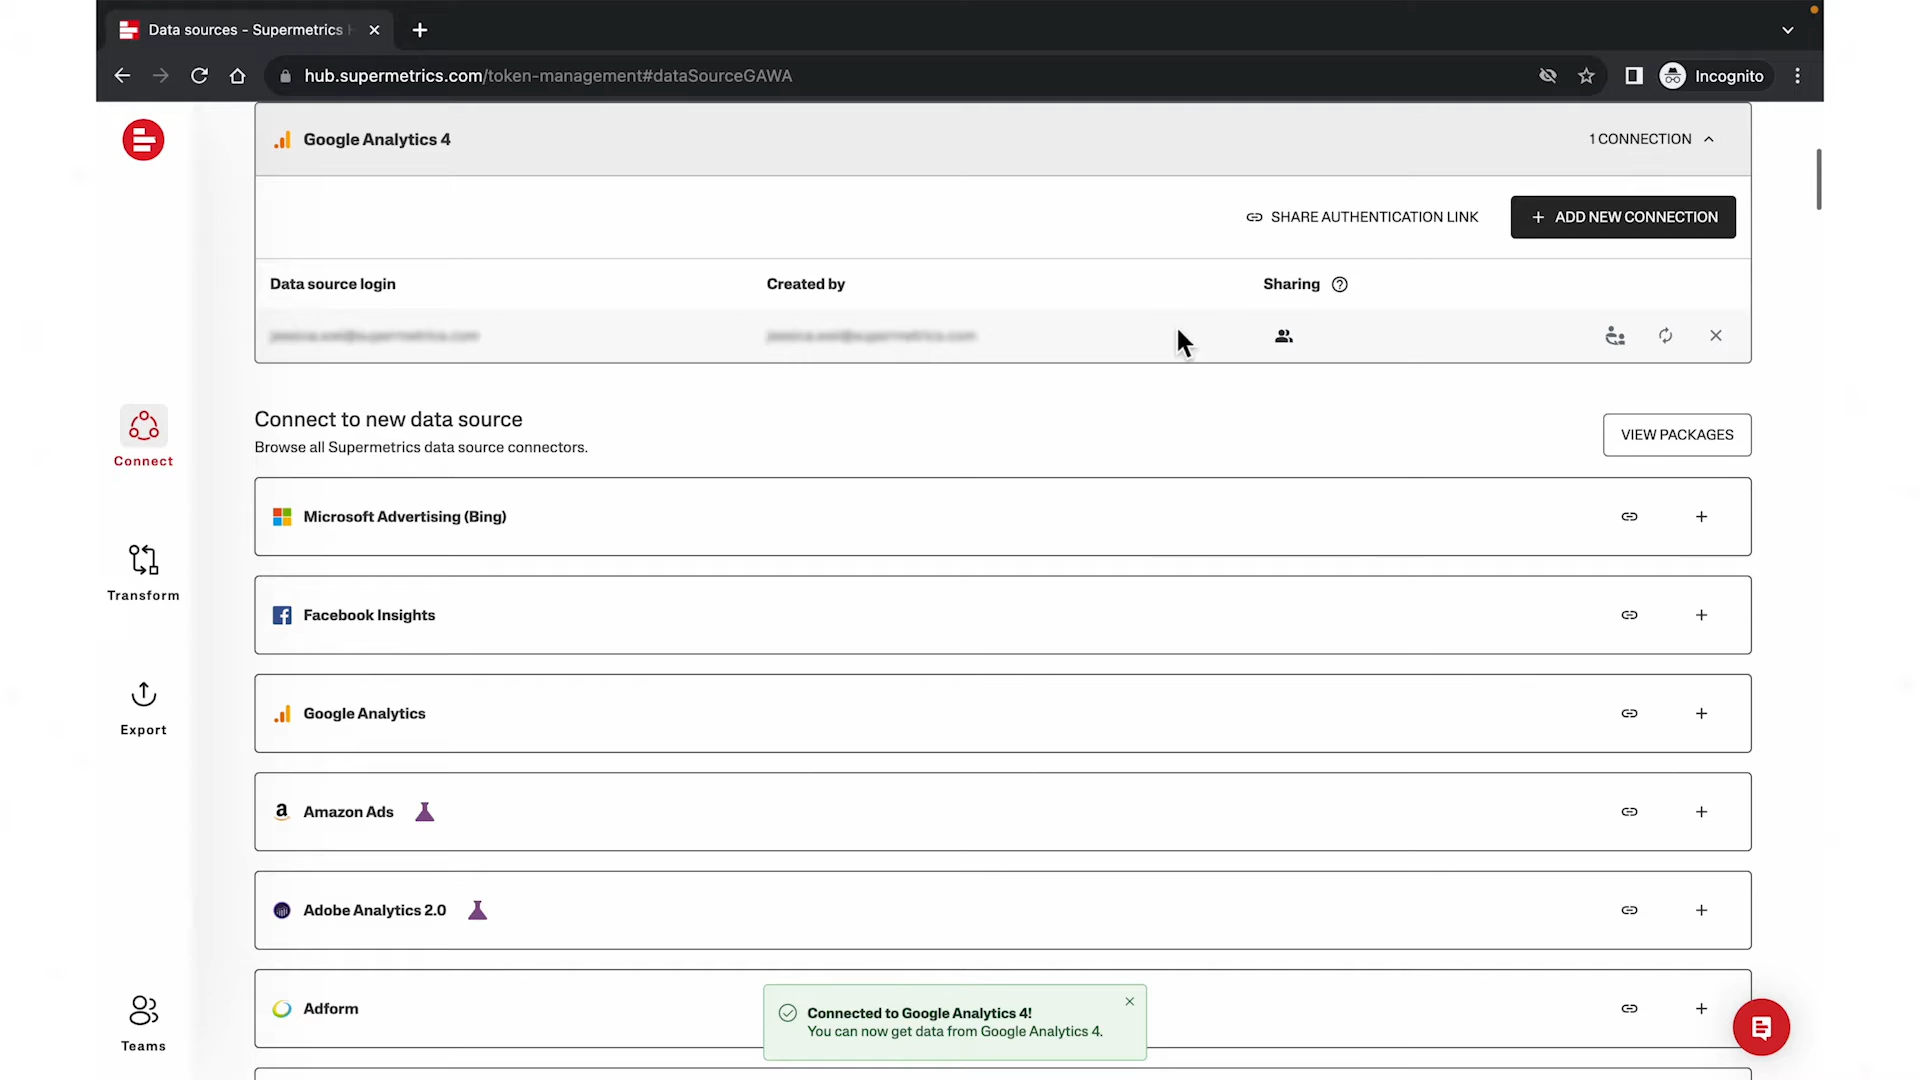 Data sources - Supermetrics
hub.supermetrics.com/token-management#dataSourceGAWA
Incognito
Google Analytics 4
1 CONNECTION
SHARE AUTHENTICATION LINK
+ ADD NEW CONNECTION
Data source login
Created by
Sharing
Connect to new data source
Browse all Supermetrics data source connectors.
VIEW PACKAGES
Connect
Microsoft Advertising (Bing)
Transform
Facebook Insights
Export
Google Analytics
a Amazon Ads
Adobe Analytics 2.0
Adform
Teams
Connected to Google Analytics 4!
You can now get data from Google Analytics 4.